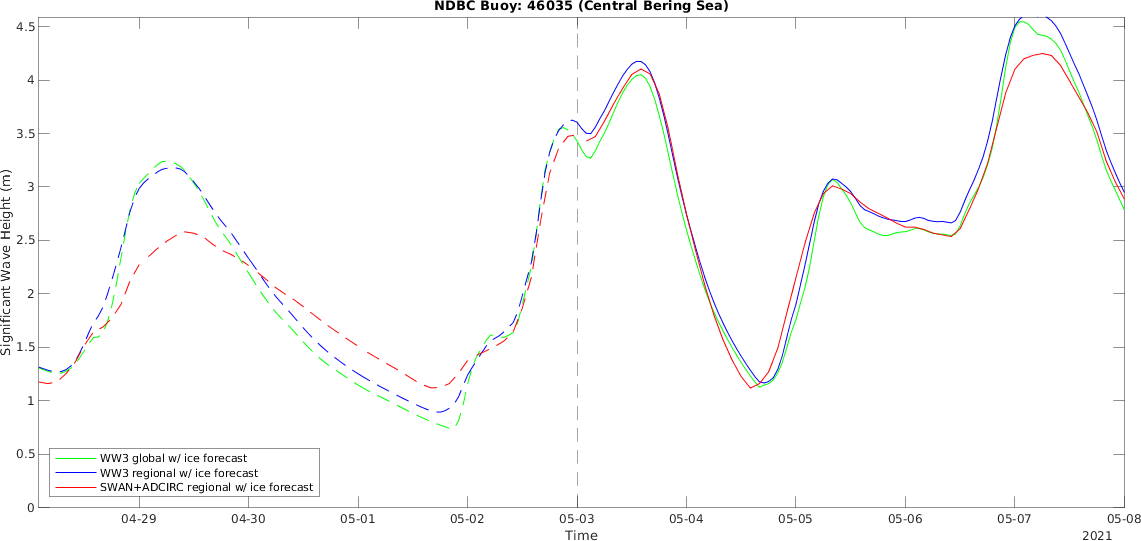 NDBC Buoy: 46035 (Central Bering Sea)
4.5
4
3.5
3
2.5
2
1.5
1
0.5
0
Significant Wave Height (m)
WW3 global w/ ice forecast
WW3 regional w/ ice forecast
SWAN+ADCIRC regional w/ ice forecast
04-29 04-30 05-01 05-02 05-03 05-04 05-05 05-06 05-07 05-08
Time
2021